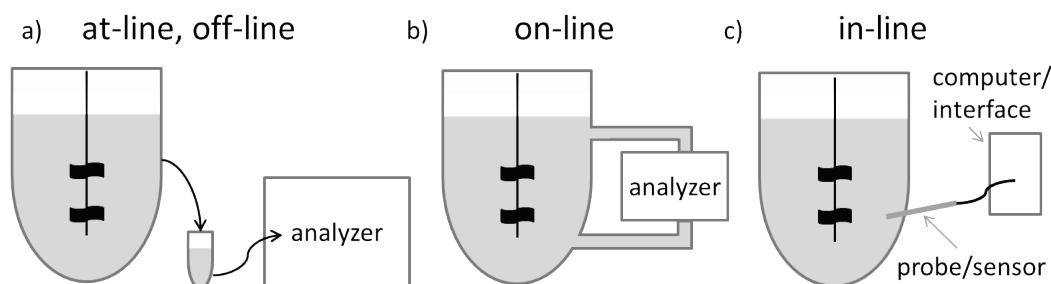 a) at-line, off-line
b) on-line
c) in-line
analyzer
analyzer
computer/
interface
probe/sensor